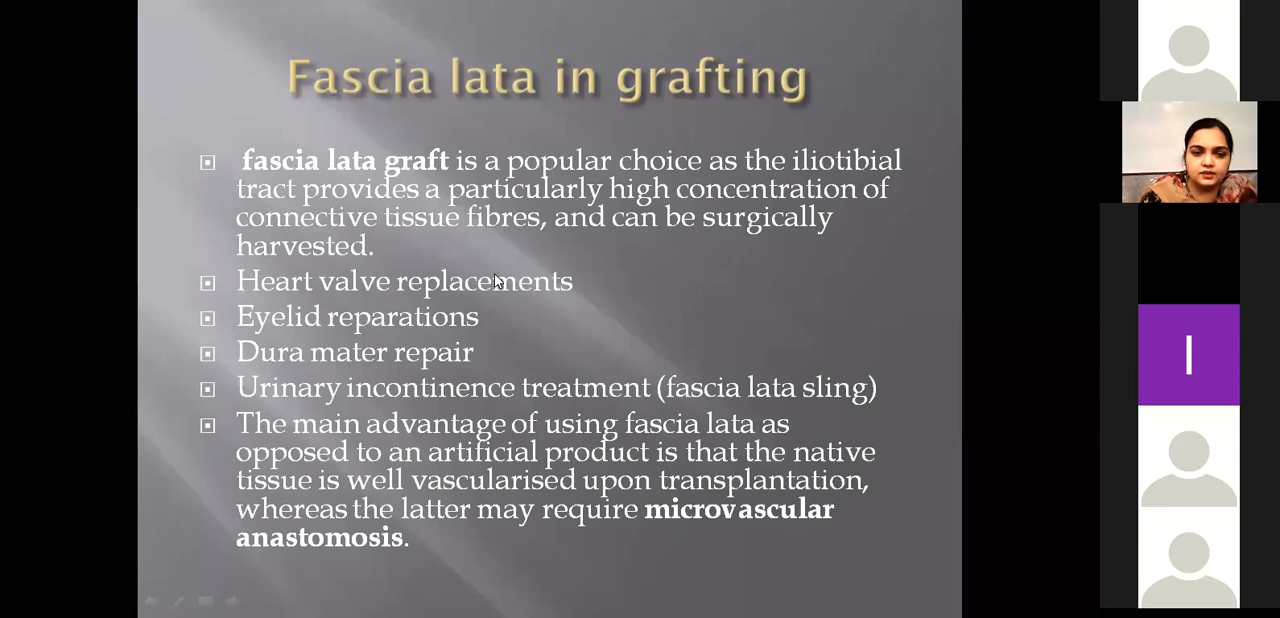 Fascia lata in grafting
fascia lata graft is a popular choice as the iliotibial
tract provides a particularly high concentration of
connective tissue fibres, and can be surgically
harvested.
Heart valve replacements
Eyelid reparations
Dura mater repair
Urinary incontinence treatment (fascia lata sling)
The main advantage of using fascia lata as
opposed to an artificial product is that the native
tissue is well vascularised upon transplantation,
whereas the latter may require microvascular
anastomosis.
I